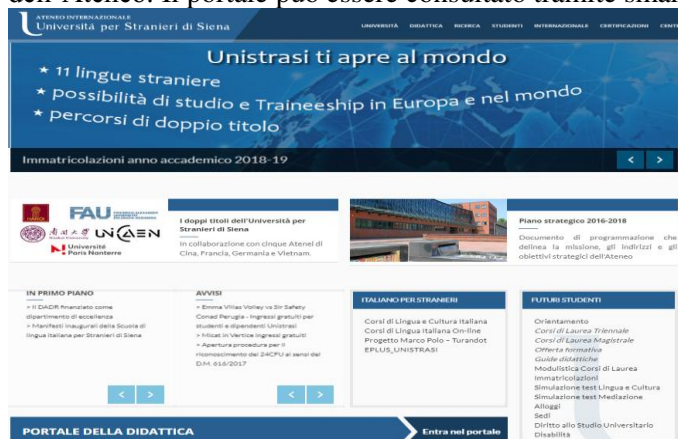 dell'Ateneo. Il portale può essere consultato tramite smar
ATENEO INTERNAZIONALE
Università per Stranieri di Siena
UNIVERSITÀ DIDATTICA RICERCA STUDENTI INTERNAZIONALE CERTIFICAZIONI CENT
Unistrasi ti apre al mondo
* 11 lingue straniere
* possibilità di studio e Traineeship in Europa e nel mondo
* percorsi di doppio titolo
Immatricolazioni anno accademico 2018-19
< >
FAU
UNICAEN
Université
Paris Nanterre
I doppi titoli dell'Università per
Stranieri di Siena
In collaborazione con cinque Atenei di
Cina, Francia, Germania e Vietnam.
Piano strategico 2016-2018
Documento di programmazione che
delinea la missione, gli indirizzi e gli
obiettivi strategici dell'Ateneo
IN PRIMO PIANO
» Il DADR finanziato come
dipartimento di eccellenza
» Manifesti inaugurali della Scuola di
lingua italiana per Stranieri di Siena
< >
AVVISI
» Emma Villas Volley vs Sir Safety
Conad Perugia - Ingressi gratuiti per
studenti e dipendenti Unistrasi
» Micat in Vertice ingressi gratuiti
» Apertura procedura per il
riconoscimento dei 24CFU ai sensi del
D.M. 616/2017
< >
ITALIANO PER STRANIERI
Corsi di Lingua e Cultura Italiana
Corsi di Lingua Italiana On-line
Progetto Marco Polo – Turandot
EPLUS_UNISTRASI
FUTURI STUDENTI
Orientamento
Corsi di Laurea Triennale
Corsi di Laurea Magistrale
Offerta formativa
Guide didattiche
Modulistica Corsi di Laurea
Immatricolazioni
Simulazione test Lingua e Cultura
Simulazione test Mediazione
Alloggi
Sedi
Diritto allo Studio Universitario
Disabilità
PORTALE DELLA DIDATTICA
Entra nel portale